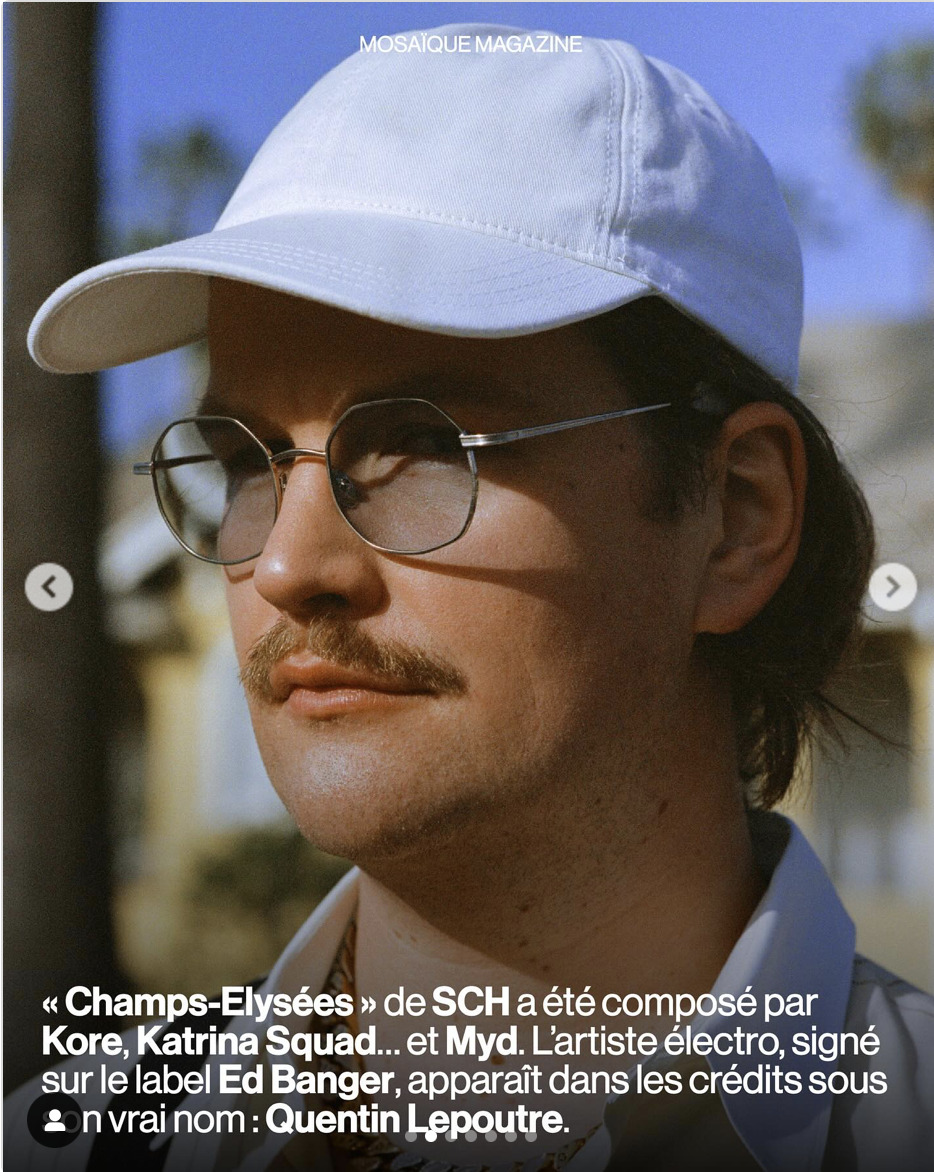 MOSAÏQUE MAGAZINE
« Champs-Elysées » de SCH a été composé par
Kore, Katrina Squad... et Myd. L’artiste électro, signé
sur le label Ed Banger, apparaît dans les crédits sous
son vrai nom : Quentin Lepoutre.